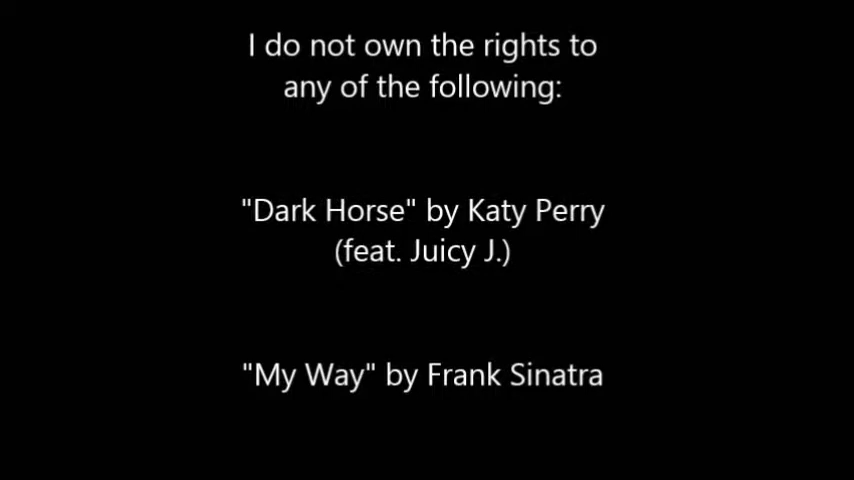 I do not own the rights to
any of the following:
"Dark Horse" by Katy Perry
(feat. Juicy J.)
"My Way" by Frank Sinatra